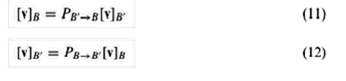 [v]_B = P_{B'→B}[v]_{B'} (11)
[v]_{B'} = P_{B→B'}[v]_B (12)